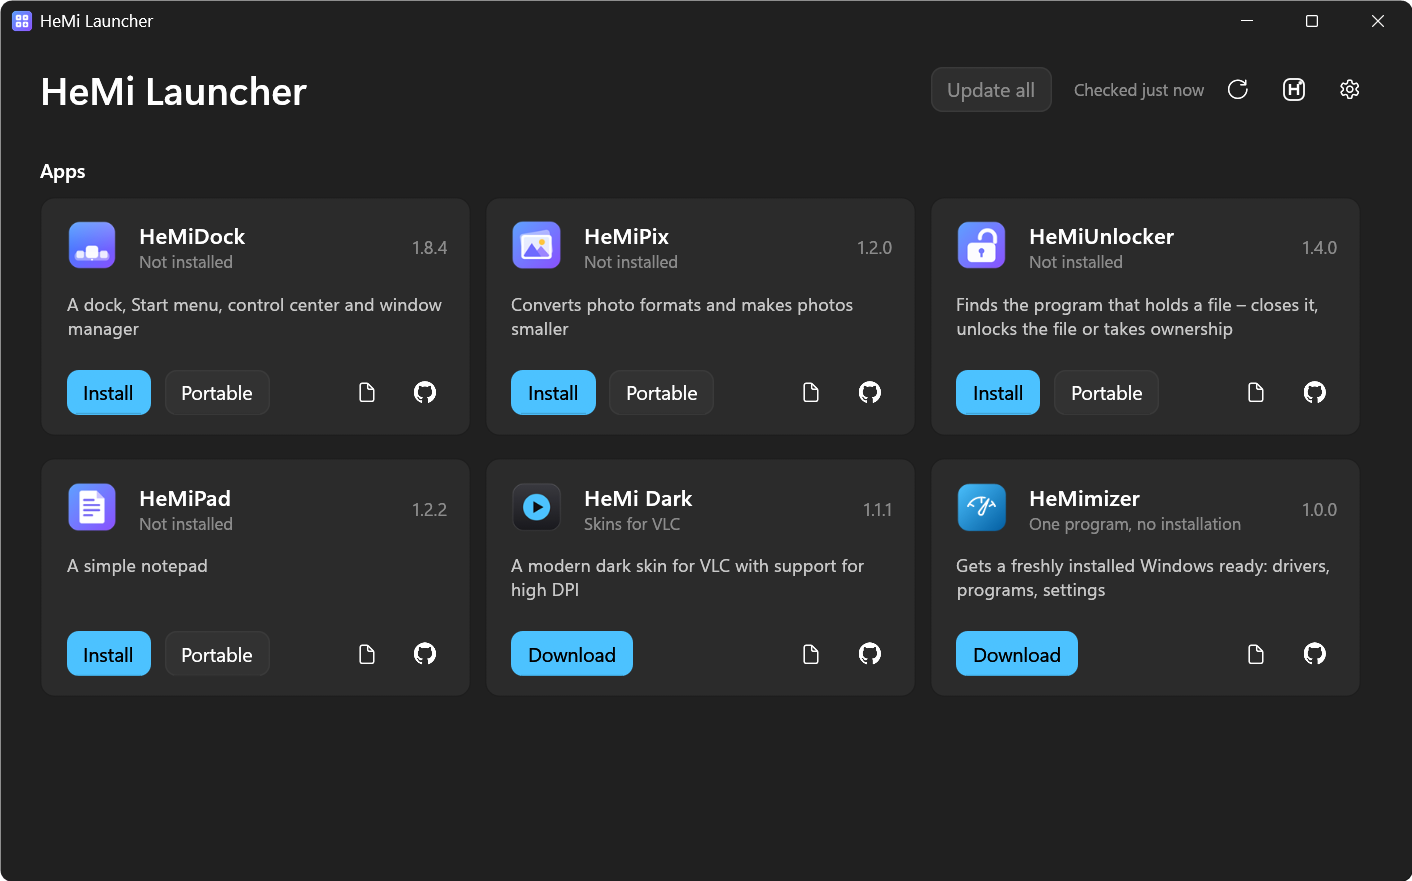 HeMi Launcher
HeMi Launcher
Update all
Checked just now
Apps
HeMiDock
Not installed
1.8.4
A dock, Start menu, control center and window
manager
Install
Portable
HeMiPix
Not installed
1.2.0
Converts photo formats and makes photos
smaller
Install
Portable
HeMiUnlocker
Not installed
1.4.0
Finds the program that holds a file – closes it,
unlocks the file or takes ownership
Install
Portable
HeMiPad
Not installed
1.2.2
A simple notepad
Install
Portable
HeMi Dark
Skins for VLC
1.1.1
A modern dark skin for VLC with support for
high DPI
Download
HeMimizer
One program, no installation
1.0.0
Gets a freshly installed Windows ready: drivers,
programs, settings
Download